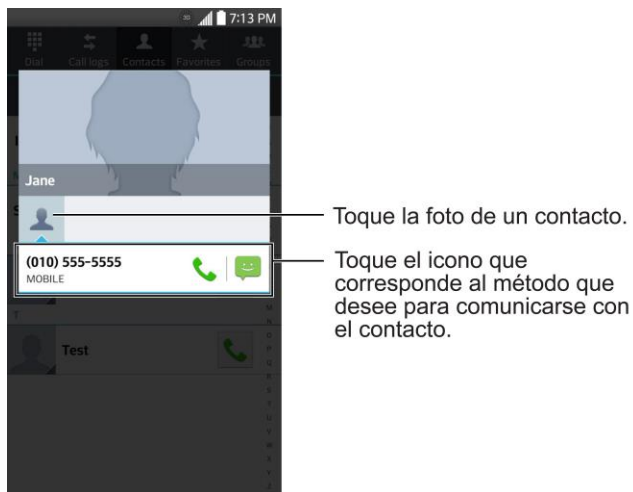 7:13 PM
Dial Call logs Contacts Favorites Groups
Jane
Toque la foto de un contacto.
(010) 555-5555
MOBILE
Toque el icono que
corresponde al método que
desee para comunicarse con
el contacto.
T
Test